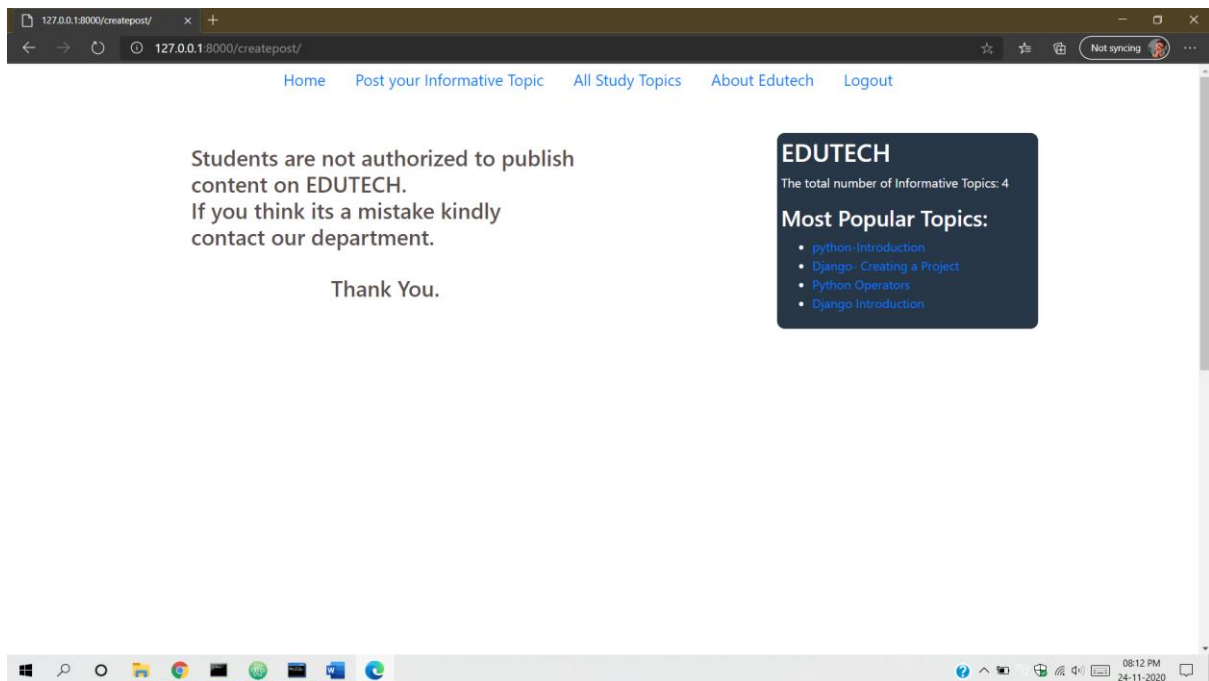 127.0.0.1:8000/createpost/
127.0.0.1:8000/createpost/
Not syncing
Home Post your Informative Topic All Study Topics About Edutech Logout
Students are not authorized to publish
content on EDUTECH.
If you think its a mistake kindly
contact our department.
Thank You.
EDUTECH
The total number of Informative Topics: 4
Most Popular Topics:
python-Introduction
Django- Creating a Project
Python Operators
Django Introduction
08:12 PM
24-11-2020